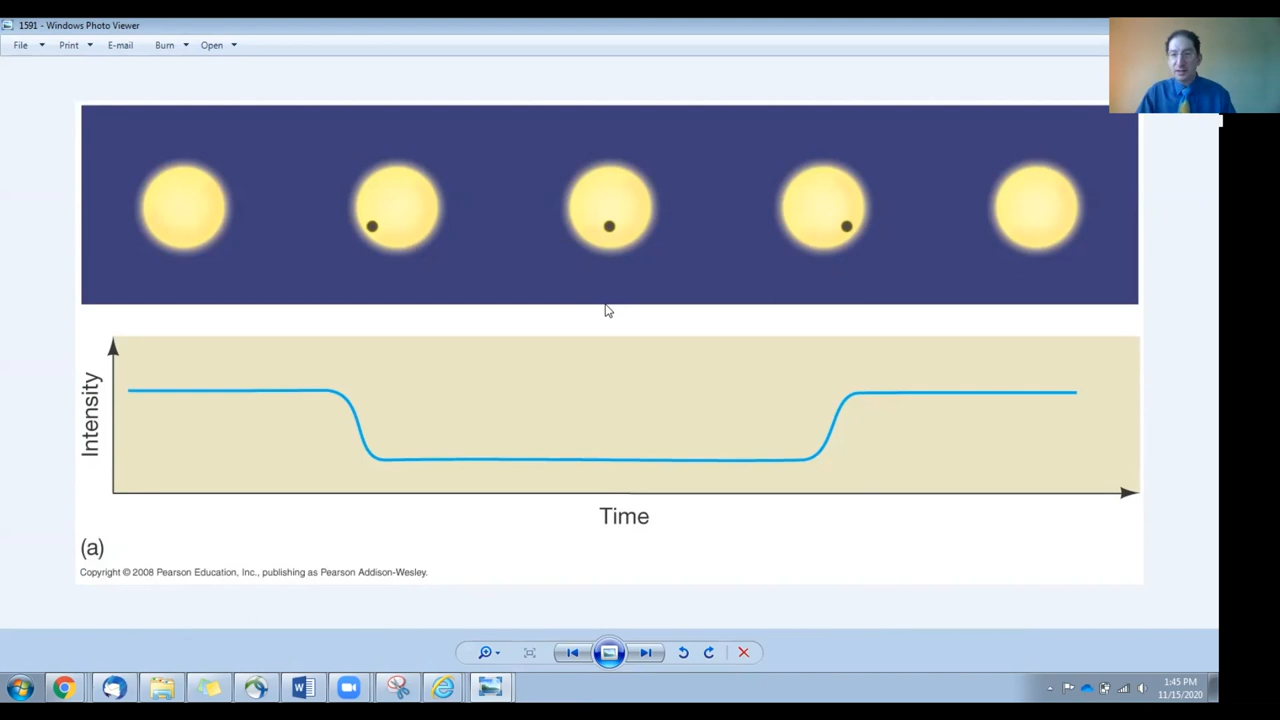 1591 - Windows Photo Viewer
File Print E-mail Burn Open
Intensity
Time
(a)
Copyright © 2008 Pearson Education, Inc., publishing as Pearson Addison-Wesley.
1:45 PM
11/15/2020